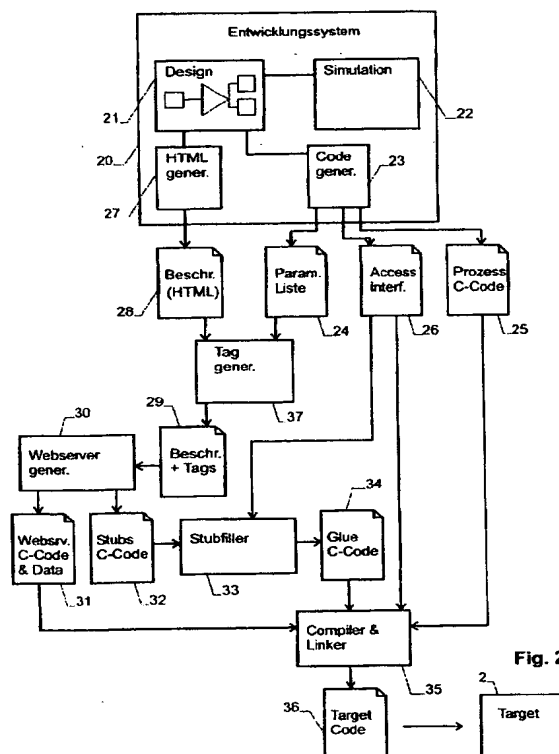 Entwicklungssystem
Design
Simulation
21
22
20
HTML
gener.
Code
gener.
23
27
Beschr.
(HTML)
Param.
Liste
Access
Interf.
Prozess
C-Code
28
24
26
25
Tag
gener.
37
29
30
Webserver
gener.
Beschr.
+ Tags
34
Websrv.
C-Code
& Data
Stubs
C-Code
Stubfiller
Glue
C-Code
31
32
33
Compiler &
Linker
35
Fig. 2
36
Target
Code
2
Target